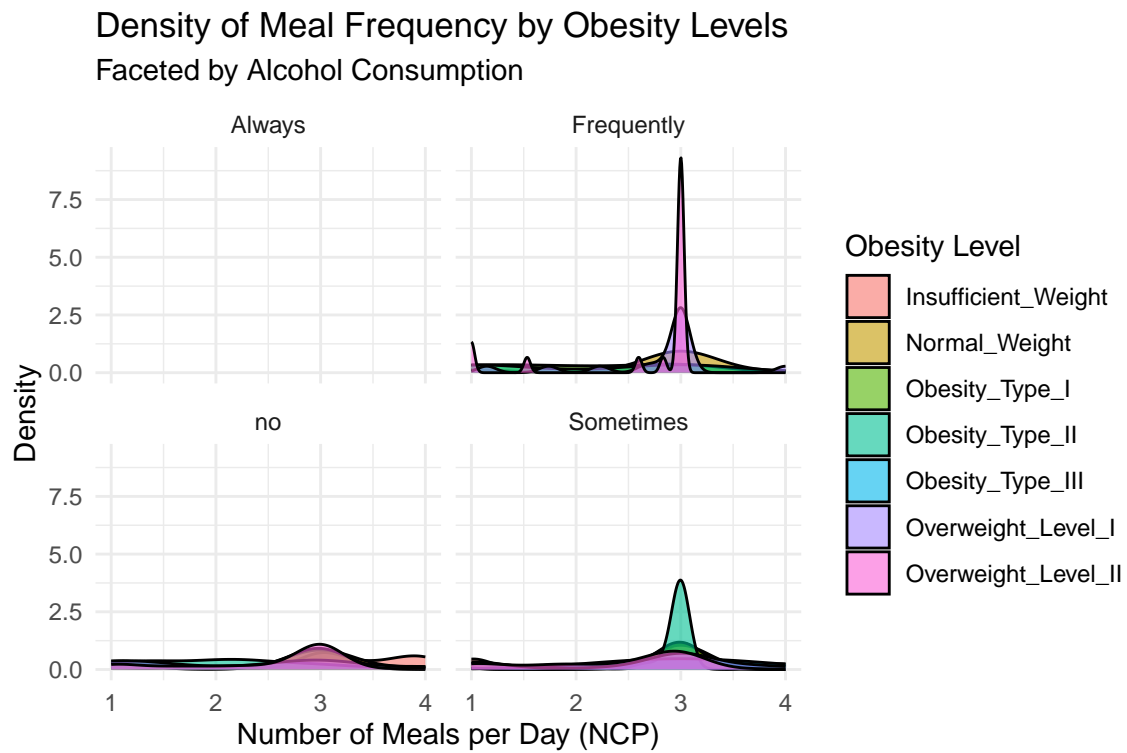 Density of Meal Frequency by Obesity Levels
Faceted by Alcohol Consumption
Always
Frequently
7.5
5.0
2.5
0.0
no
Sometimes
7.5
5.0
2.5
0.0
1 2 3 4
1 2 3 4
Density
Number of Meals per Day (NCP)
Obesity Level
Insufficient_Weight
Normal_Weight
Obesity_Type_I
Obesity_Type_II
Obesity_Type_III
Overweight_Level_I
Overweight_Level_II